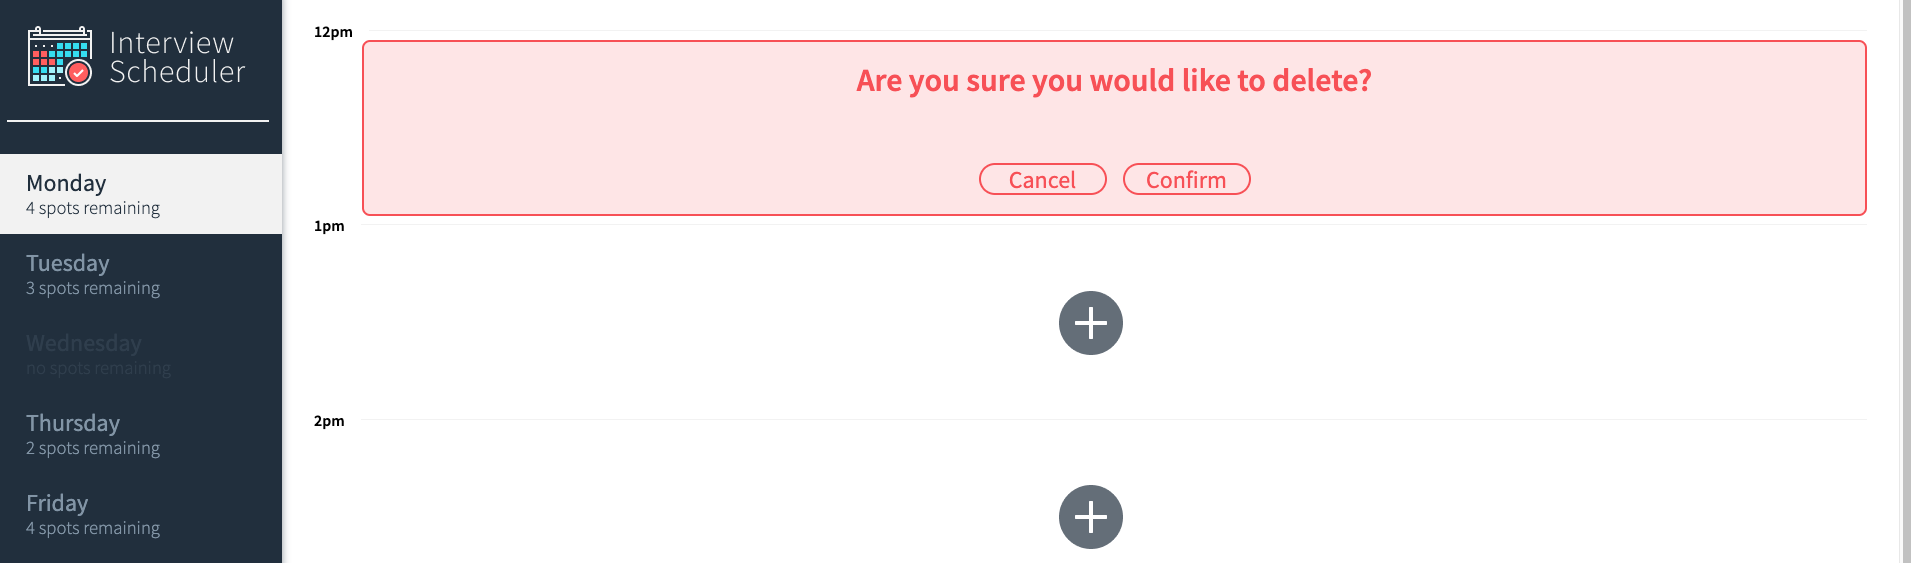 Interview
Scheduler
Monday
4 spots remaining
Tuesday
3 spots remaining
Wednesday
no spots remaining
Thursday
2 spots remaining
Friday
4 spots remaining
12pm
Are you sure you would like to delete?
Cancel Confirm
1pm
2pm